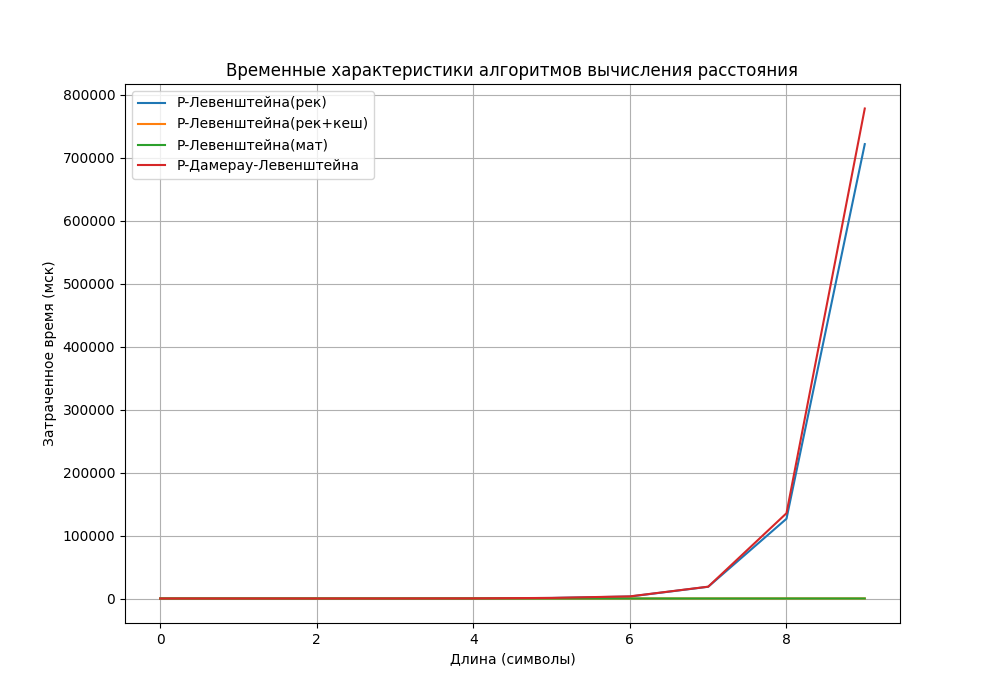 Временные характеристики алгоритмов вычисления расстояния
Р-Левенштейна(рек)
Р-Левенштейна(рек+кеш)
Р-Левенштейна(мат)
Р-Дамерау-Левенштейна
Затраченное время (мск)
800000
700000
600000
500000
400000
300000
200000
100000
0
0 2 4 6 8
Длина (символы)